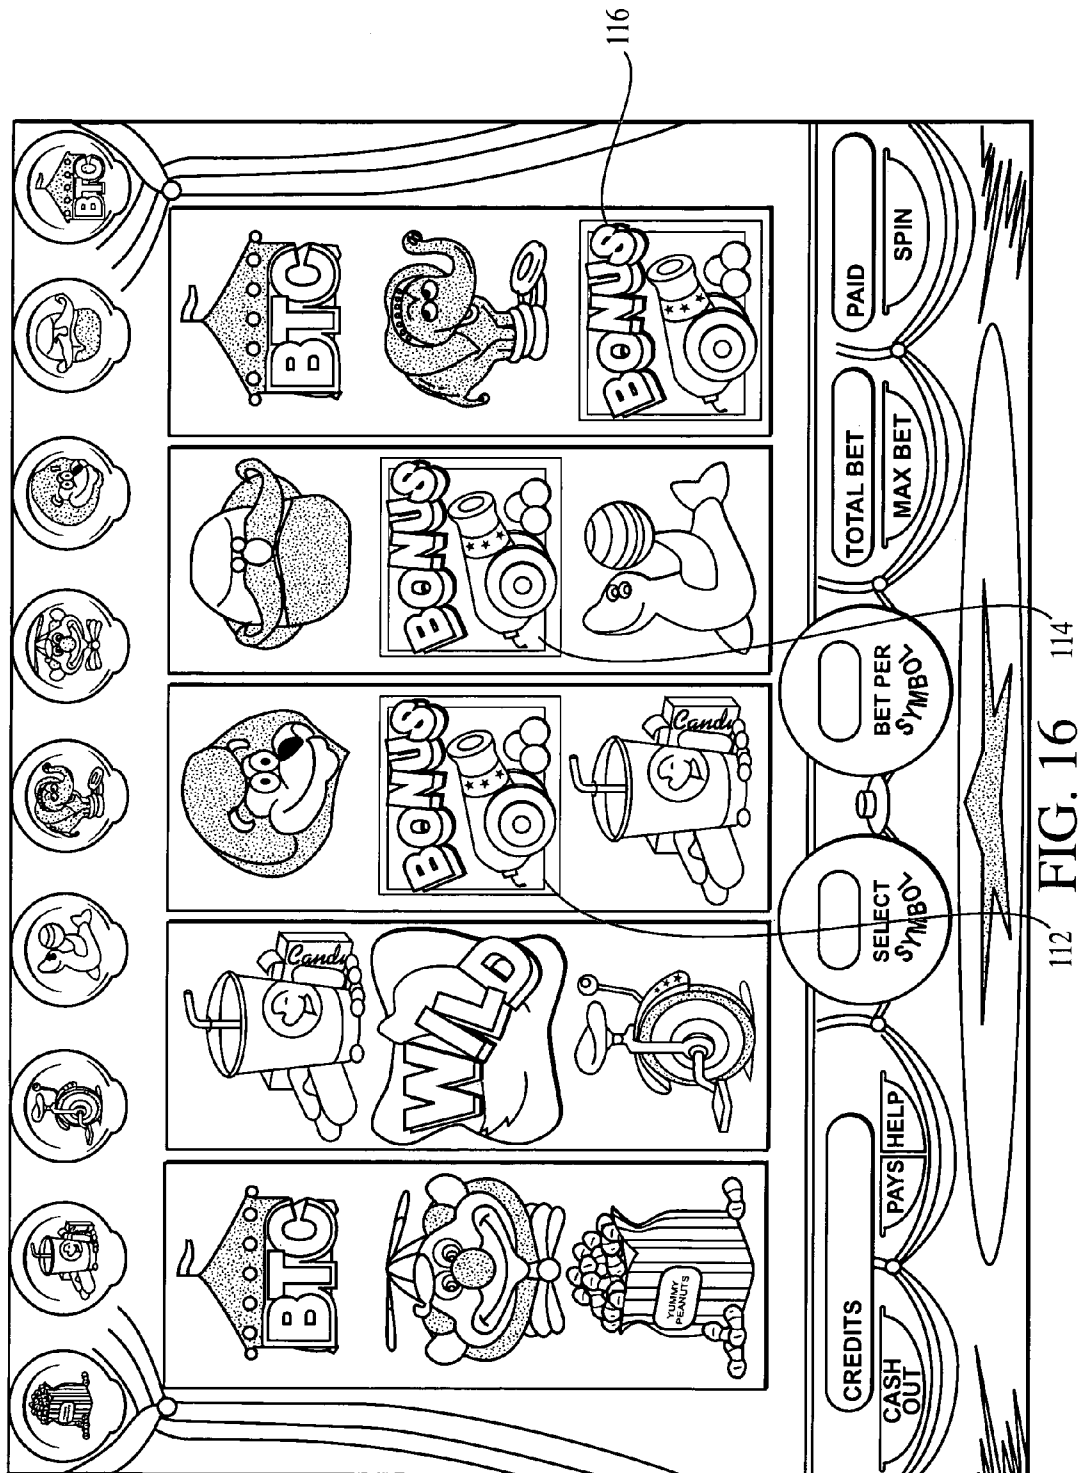 BTC
BTC
Candy
BTC
WILD
BONUS
BONUS
YUMMY
PEANUTS
Candy
BONUS
116
CREDITS
TOTAL BET
PAID
CASH
OUT
PAYS
HELP
SELECT
SYMBOL
BET PER
SYMBOL
MAX BET
SPIN
112
114
FIG. 16